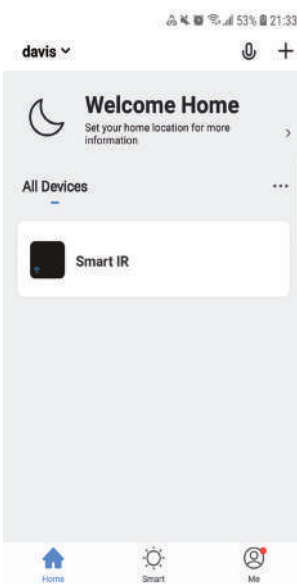 53% 21:33
davis
Welcome Home
Set your home location for more
information
All Devices
Smart IR
Home
Smart
Me